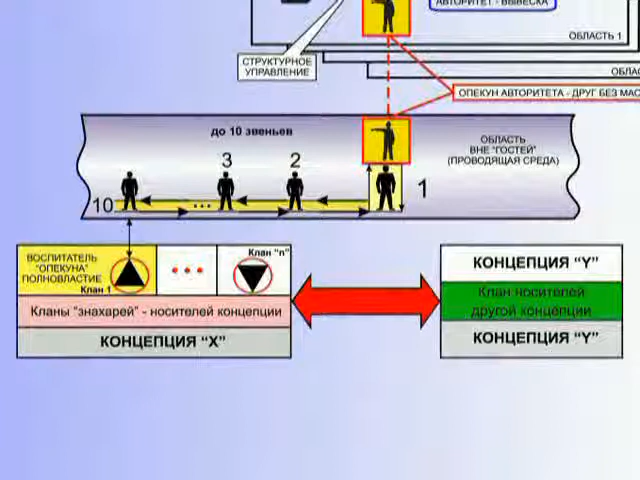 АВТОРИТЕТ - ВЫВЕСКА
ОБЛАСТЬ 1
СТРУКТУРНОЕ
УПРАВЛЕНИЕ
ОПЕКУН АВТОРИТЕТА - ДРУГ БЕЗ
до 10 звеньев
ОБЛАСТЬ
ВНЕ "ГОСТЕЙ"
(ПРОВОДЯЩАЯ СРЕДА)
3
2
1
10
...
ВОСПИТАТЕЛЬ
"ОПЕКУНА"
ПОЛНОВЛАСТИЕ
Клан 1
Клан "n"
Кланы "знахарей" - носителей концепции
КОНЦЕПЦИЯ "X"
КОНЦЕПЦИЯ "Y"
Клан носителей
другой концепции
КОНЦЕПЦИЯ "Y"